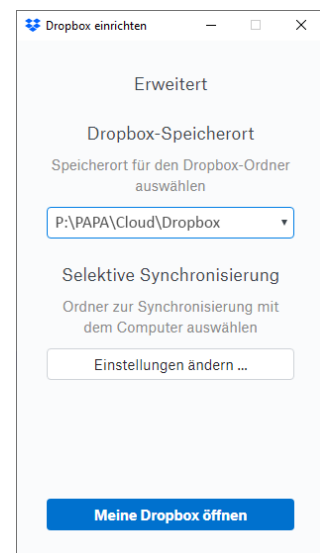 Dropbox einrichten
Erweitert
Dropbox-Speicherort
Speicherort für den Dropbox-Ordner
auswählen
P:\PAPA\Cloud\Dropbox
Selektive Synchronisierung
Ordner zur Synchronisierung mit
dem Computer auswählen
Einstellungen ändern ...
Meine Dropbox öffnen